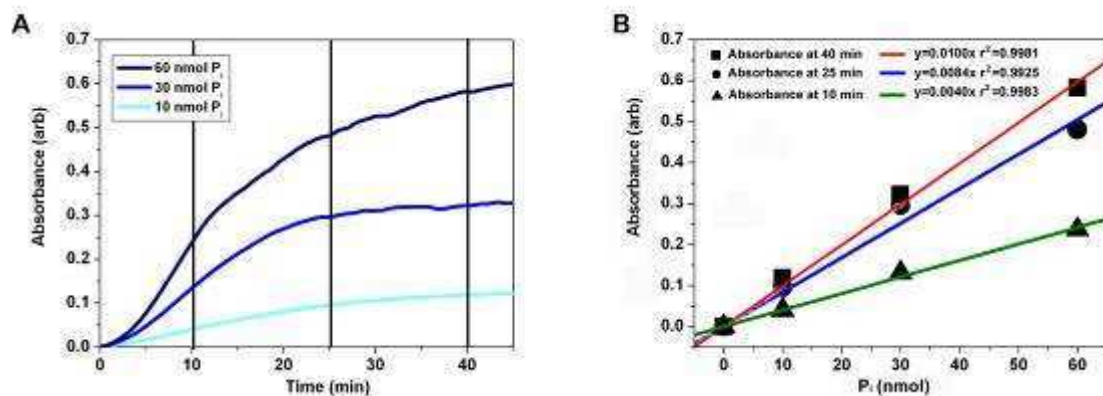 A
0.7
0.6
0.5
0.4
0.3
0.2
0.1
0.0
Absorbance (arb)
60 nmol P i
30 nmol P i
10 nmol P i
0
10
20
30
40
Time (min)
B
0.7
0.6
0.5
0.4
0.3
0.2
0.1
0.0
Absorbance (arb)
Absorbance at 40 min y=0.0100x r²=0.9981
Absorbance at 25 min y=0.0084x r²=0.9925
Absorbance at 10 min y=0.0040x r²=0.9983
0
10
20
30
40
50
60
P i (nmol)